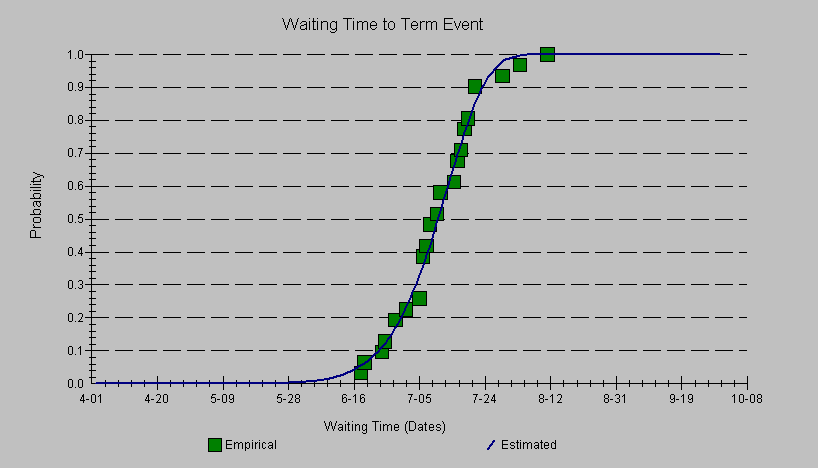 Waiting Time to Term Event
Probability
1.0
0.9
0.8
0.7
0.6
0.5
0.4
0.3
0.2
0.1
0.0
4-01 4-20 5-09 5-28 6-16 7-05 7-24 8-12 8-31 9-19 10-08
Waiting Time (Dates)
Empirical Estimated